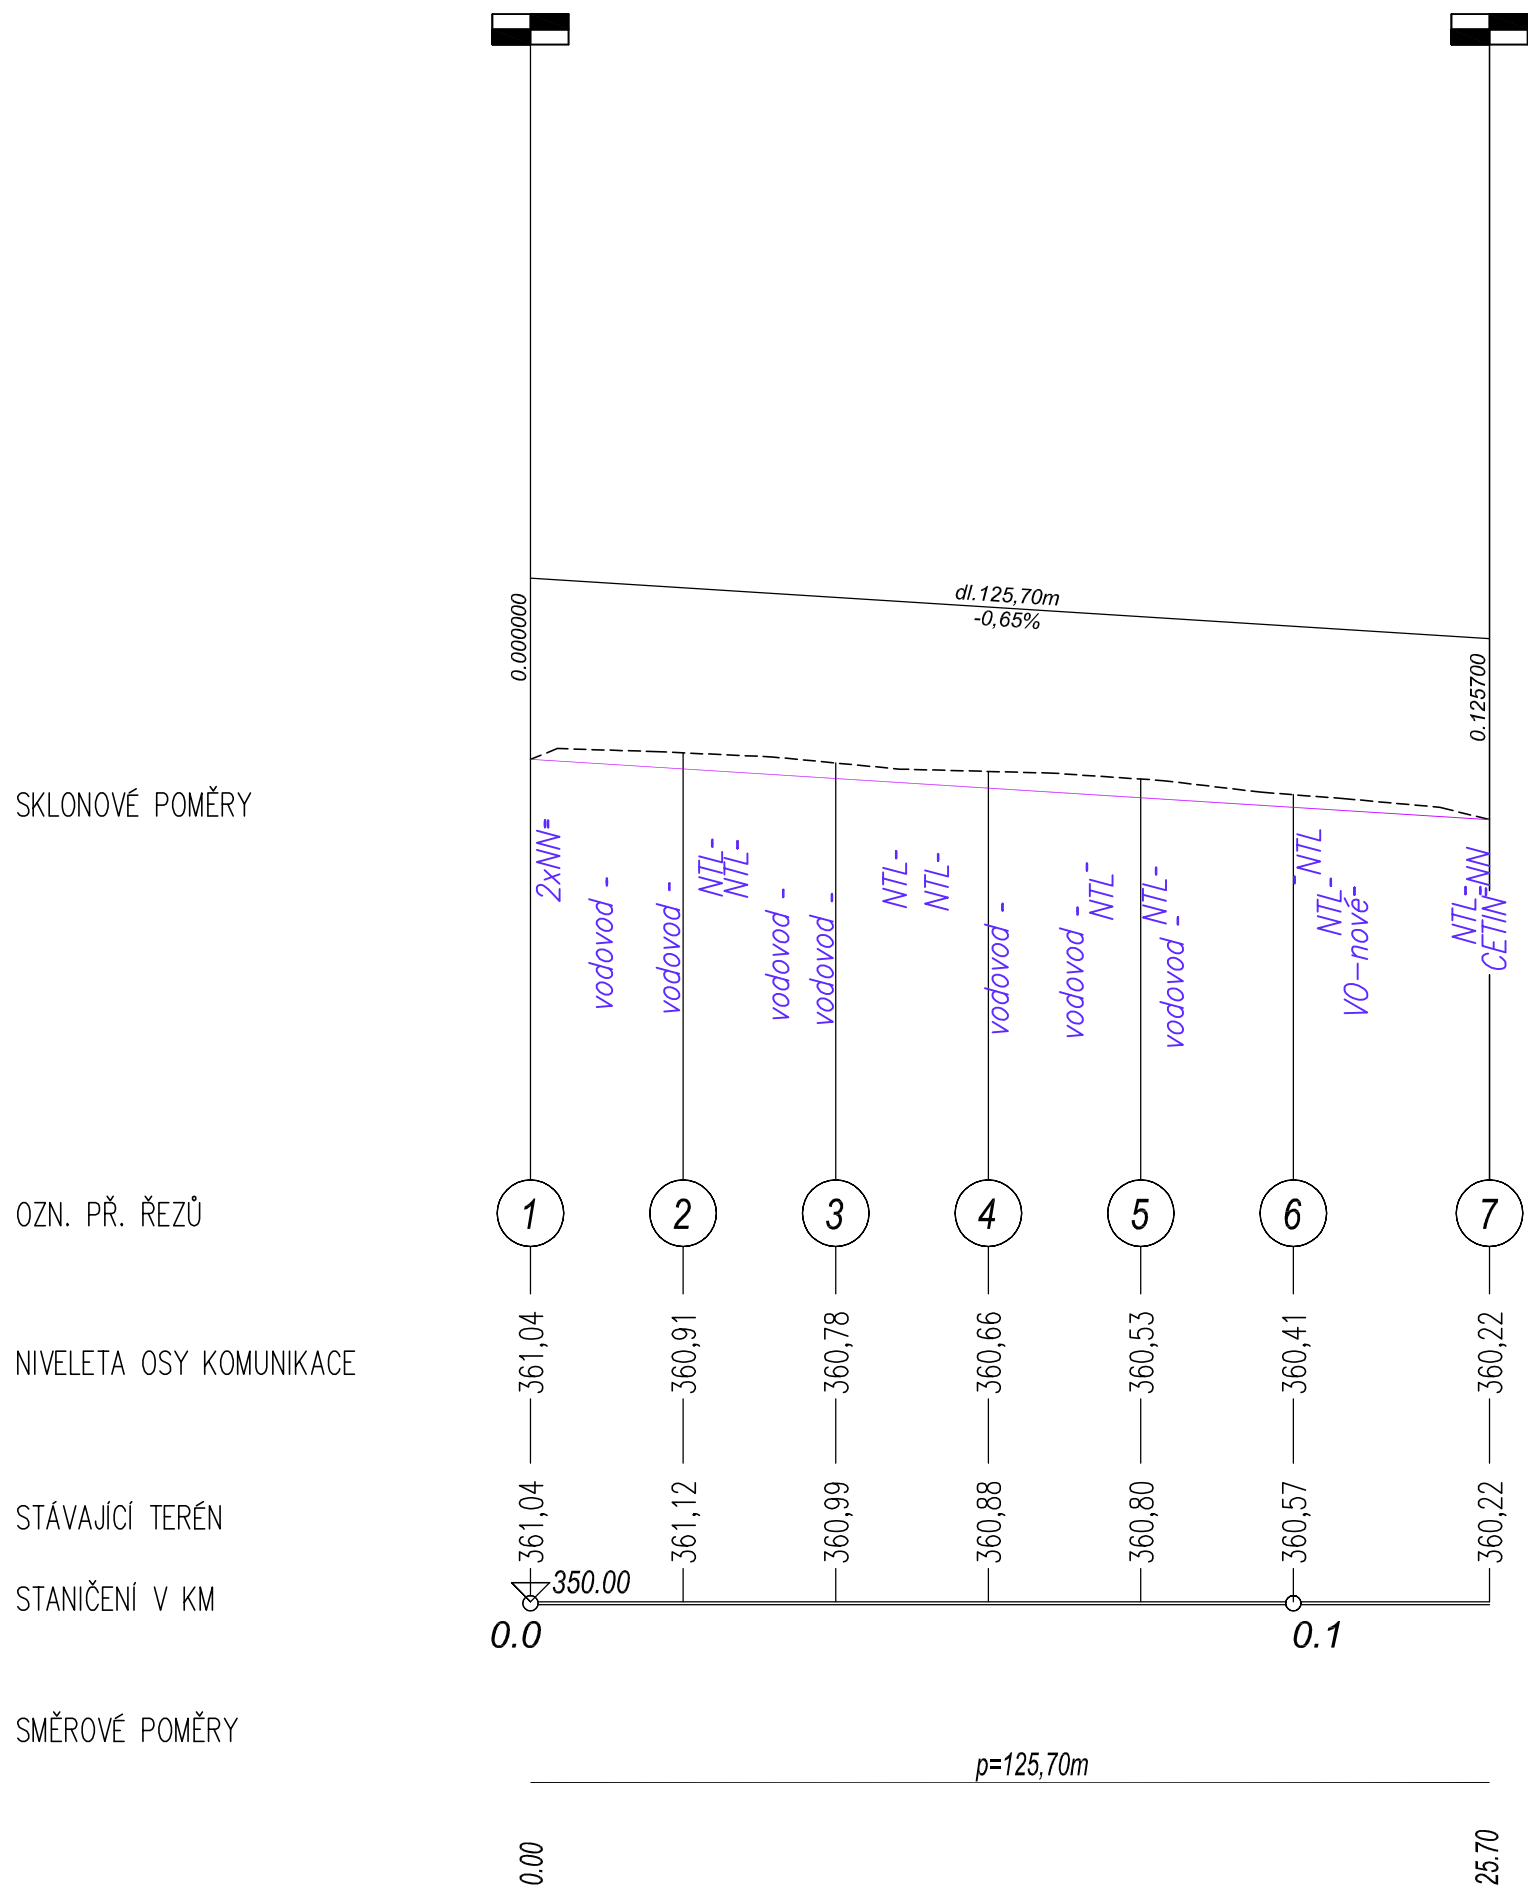 dl.125,70m
-0,65%
0.000000
0.125700
SKLONOVÉ POMĚRY
2xNN
vodovod
vodovod
NTL
NTL
vodovod
vodovod
NTL
NTL
vodovod
vodovod
NTL
NTL
vodovod
NTL
NTL
VO-nové
NTL
NN
CETIN
OZN. PŘ. ŘEZŮ
1 2 3 4 5 6 7
NIVELETA OSY KOMUNIKACE
361,04 360,91 360,78 360,66 360,53 360,41 360,22
STÁVAJÍCÍ TERÉN
361,04 361,12 360,99 360,88 360,80 360,57 360,22
STANIČENÍ V KM
350.00
0.0 0.1
SMĚROVÉ POMĚRY
p=125,70m
0.00 25.70